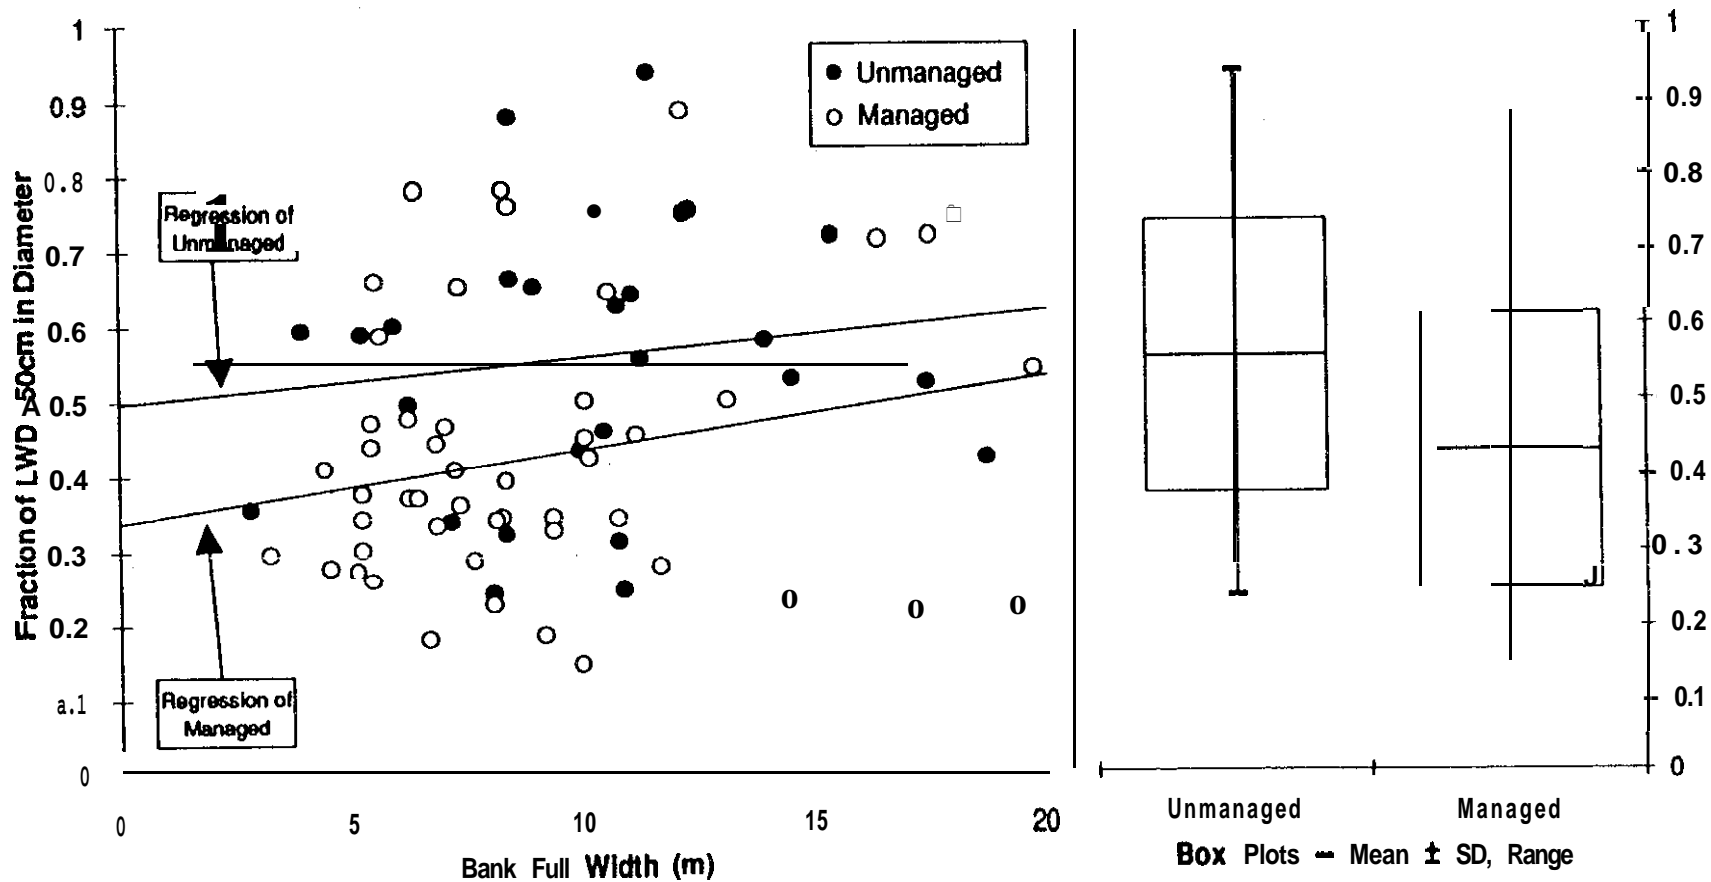 1
0.9
0.8
0.7
0.6
0.5
0.4
0.3
0.2
a.1
0
Fraction of LWD >50cm in Diameter
Unmanaged
Managed
Regression of
Unmanaged
Regression of
Managed
0 5 10 15 20
Bank Full Width (m)
1
0.9
0.8
0.7
0.6
0.5
0.4
0.3
0.2
0.1
0
Unmanaged Managed
Box Plots – Mean ± SD, Range